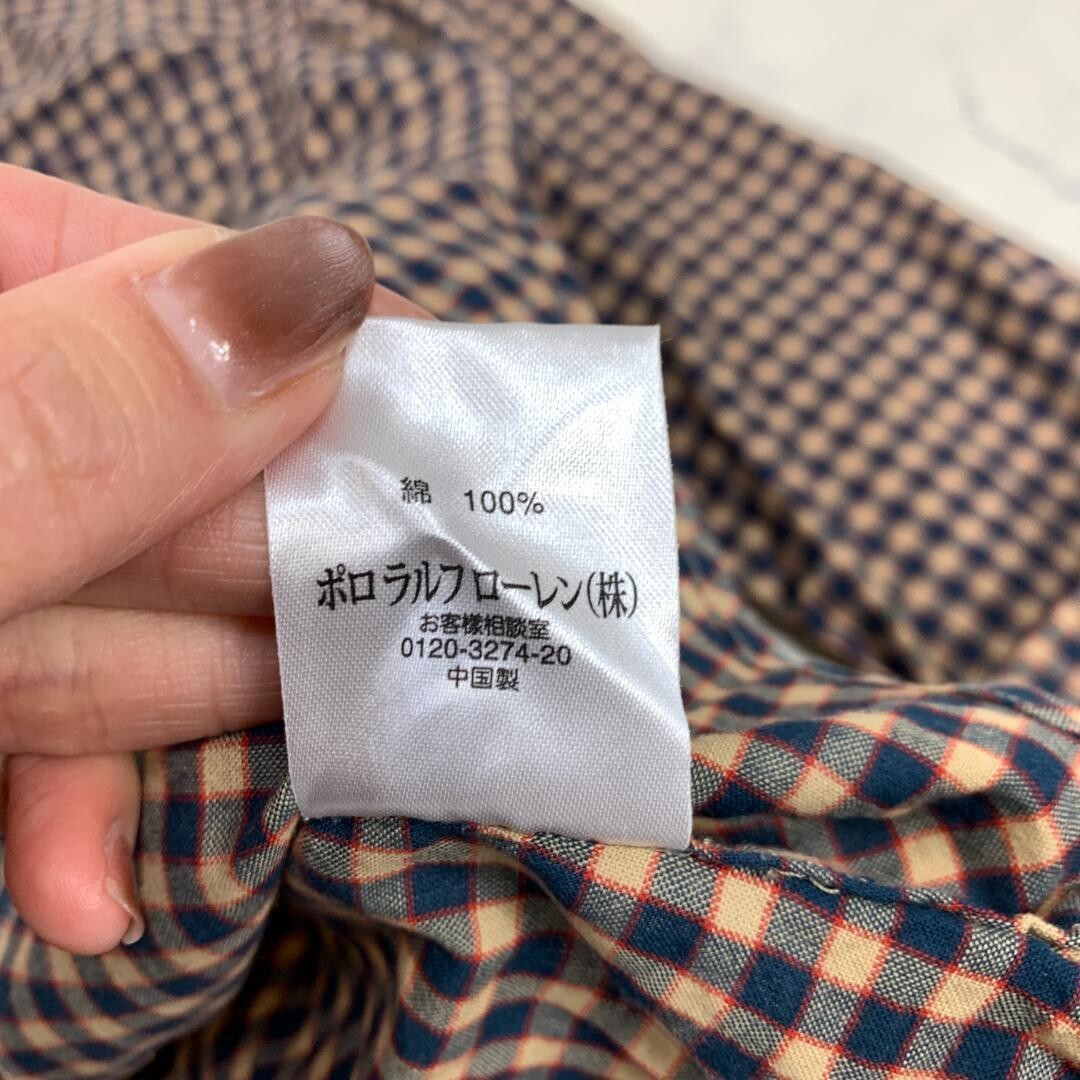 綿 100%
ポロ ラルフ ローレン(株)
お客様相談室
0120-3274-20
中国製